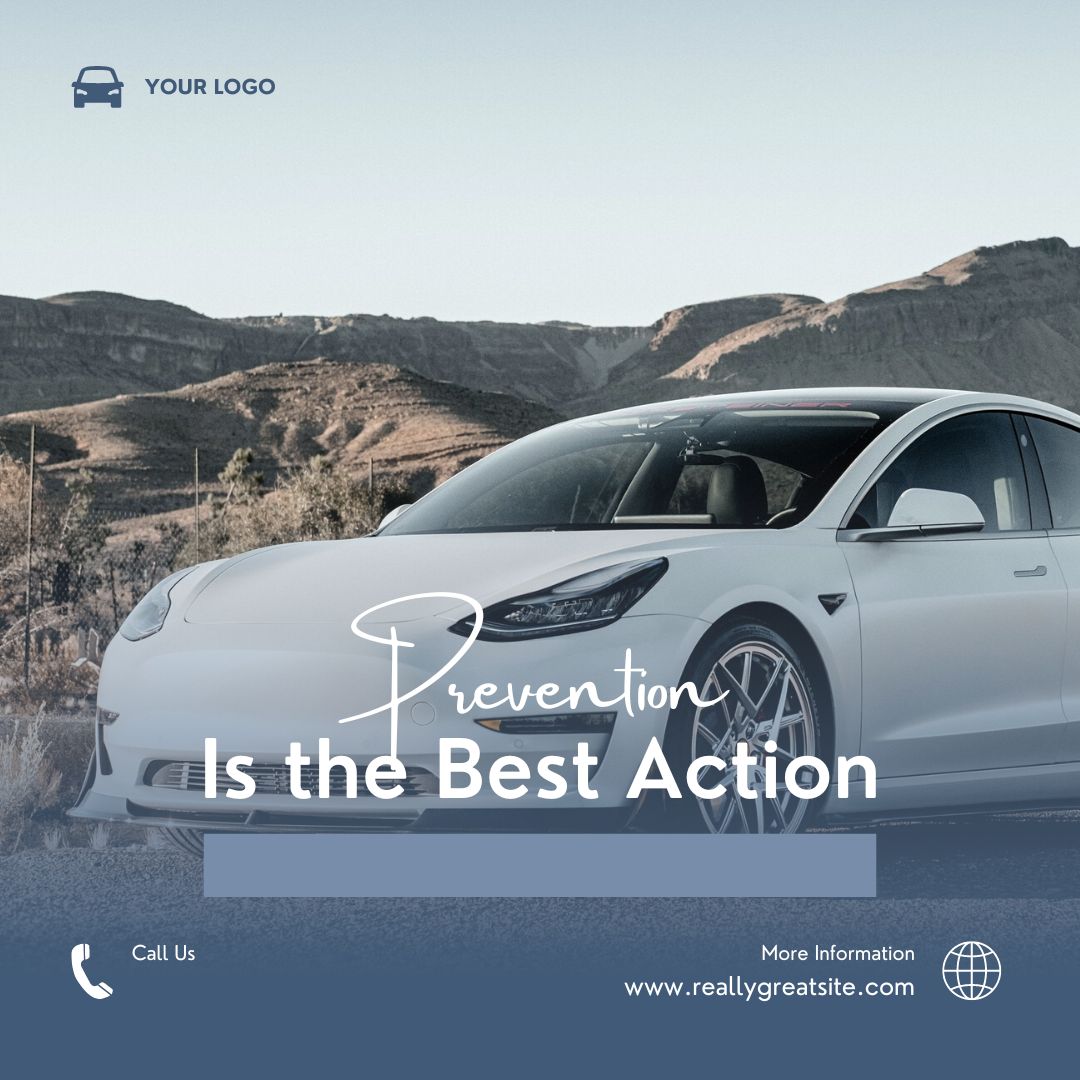 YOUR LOGO
Prevention
Is the Best Action
Call Us
More Information
www.reallygreatsite.com